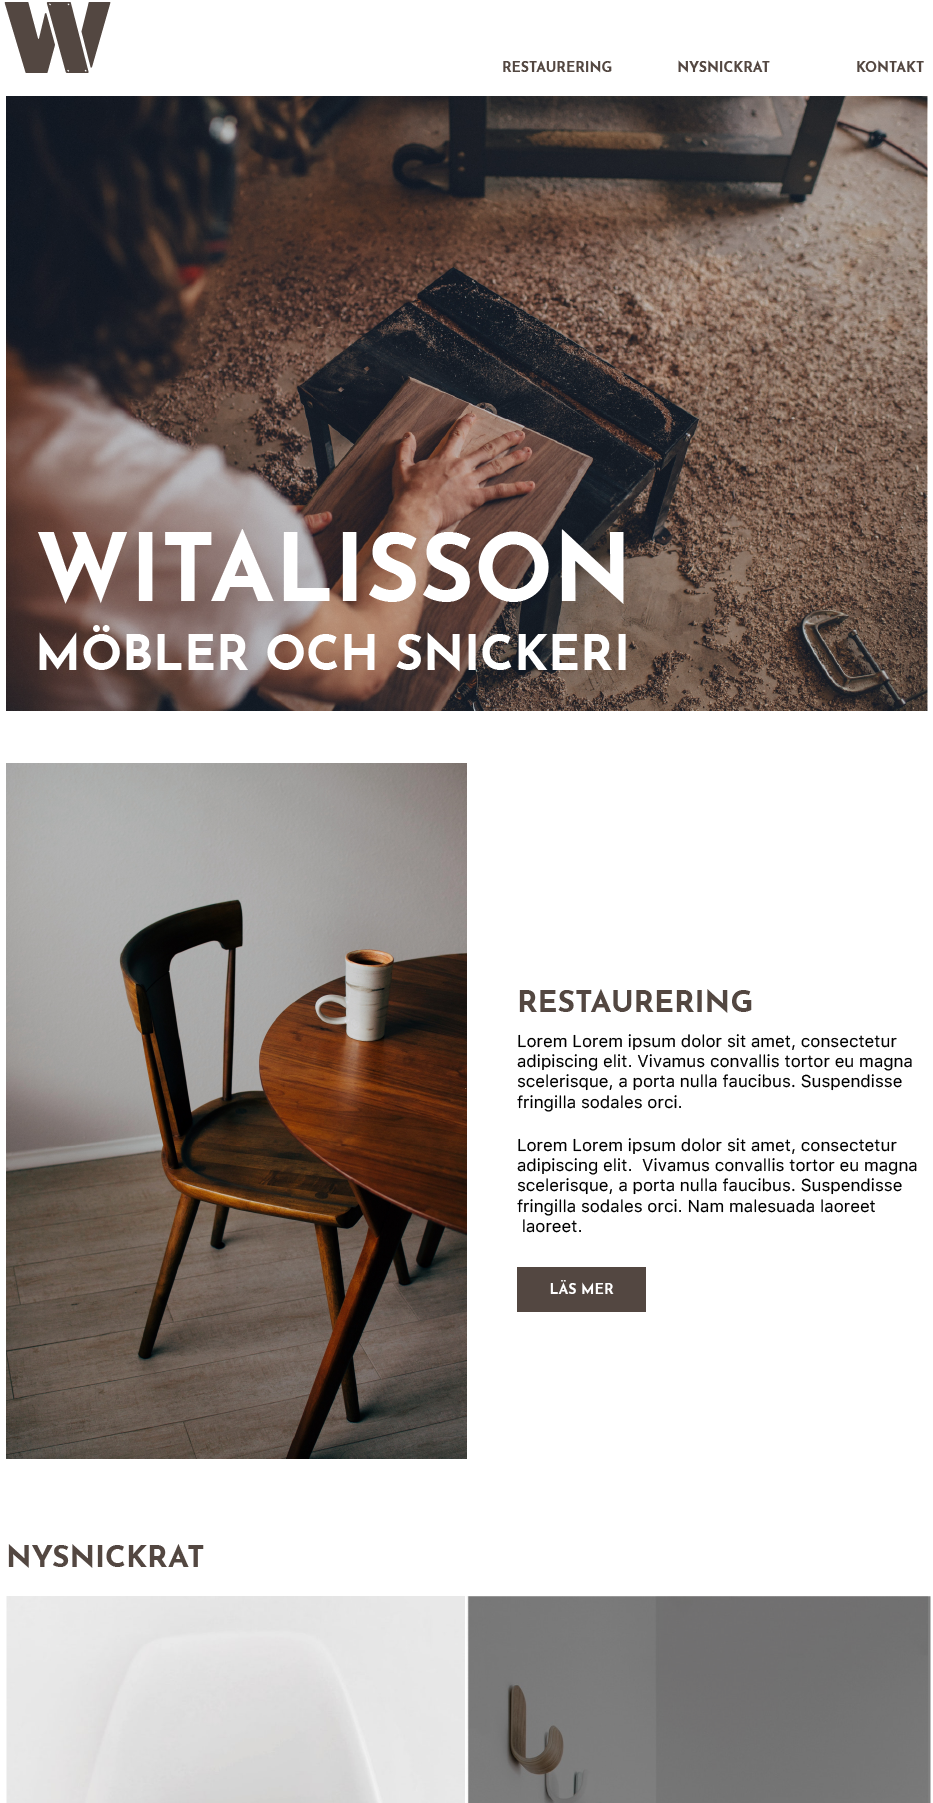 W
RESTAURERING NYSNICKRAT KONTAKT
WITALISSON
MÖBLER OCH SNICKERI
RESTAURERING
Lorem Lorem ipsum dolor sit amet, consectetur
adipiscing elit. Vivamus convallis tortor eu magna
scelerisque, a porta nulla faucibus. Suspendisse
fringilla sodales orci.
Lorem Lorem ipsum dolor sit amet, consectetur
adipiscing elit.  Vivamus convallis tortor eu magna
scelerisque, a porta nulla faucibus. Suspendisse
fringilla sodales orci. Nam malesuada laoreet
laoreet.
LÄS MER
NYSNICKRAT